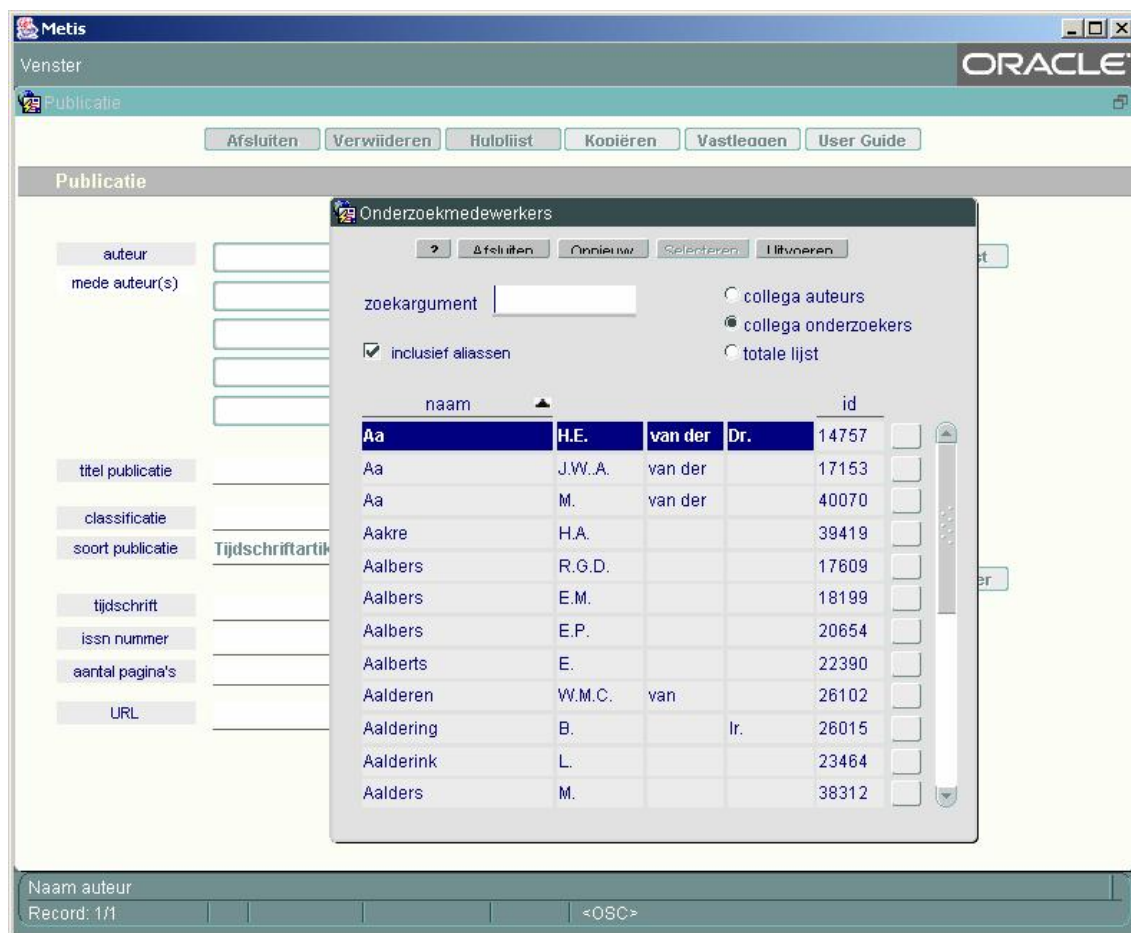 Metis
Venster
ORACLE
Publicatie
Afsluiten Verwijderen Hulplijst Kopiëren Vastleggen User Guide
Publicatie
Onderzoekmedewerkers
? Afsluiten Opnieuw Selecteren Uitvoeren
auteur
st
mede auteur(s)
zoekargument
collega auteurs
collega onderzoekers
inclusief aliassen
totale lijst
naam id
Aa H.E. van der Dr. 14757
Aa J.W..A. van der 17153
Aa M. van der 40070
Aakre H.A. 39419
Aalbers R.G.D. 17609
Aalbers E.M. 18199
Aalbers E.P. 20654
Aalberts E. 22390
Aalderen W.M.C. van 26102
Aaldering B. Ir. 26015
Aalderink L. 23464
Aalders M. 38312
titel publicatie
classificatie
soort publicatie Tijdschriftartik
er
tijdschrift
issn nummer
aantal pagina's
URL
Naam auteur
Record: 1/1 <OSC>